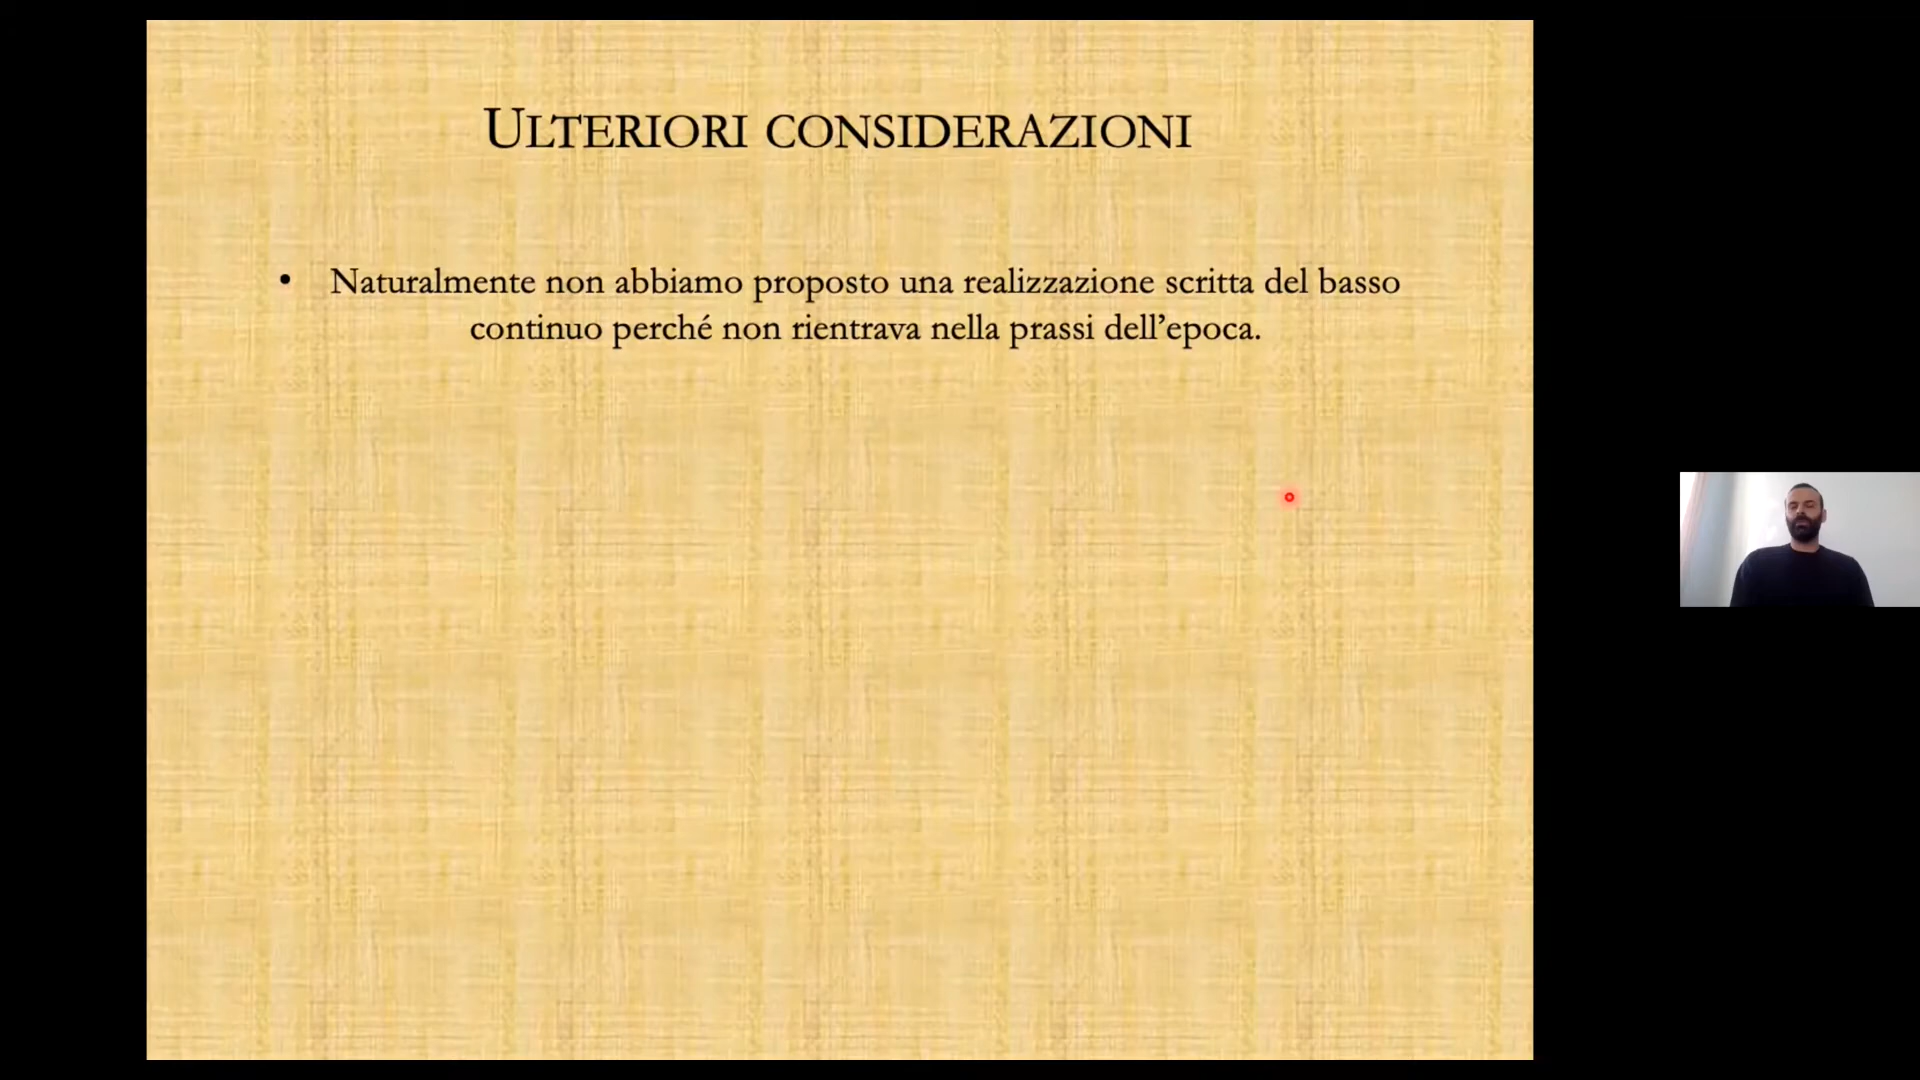 ULTERIORI CONSIDERAZIONI
• Naturalmente non abbiamo proposto una realizzazione scritta del basso
continuo perché non rientrava nella prassi dell’epoca.